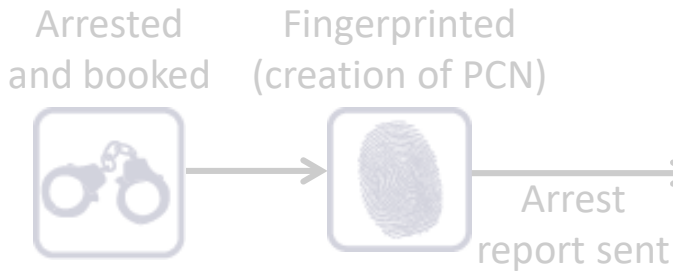 Arrested
and booked
Fingerprinted
(creation of PCN)
Arrest
report sent